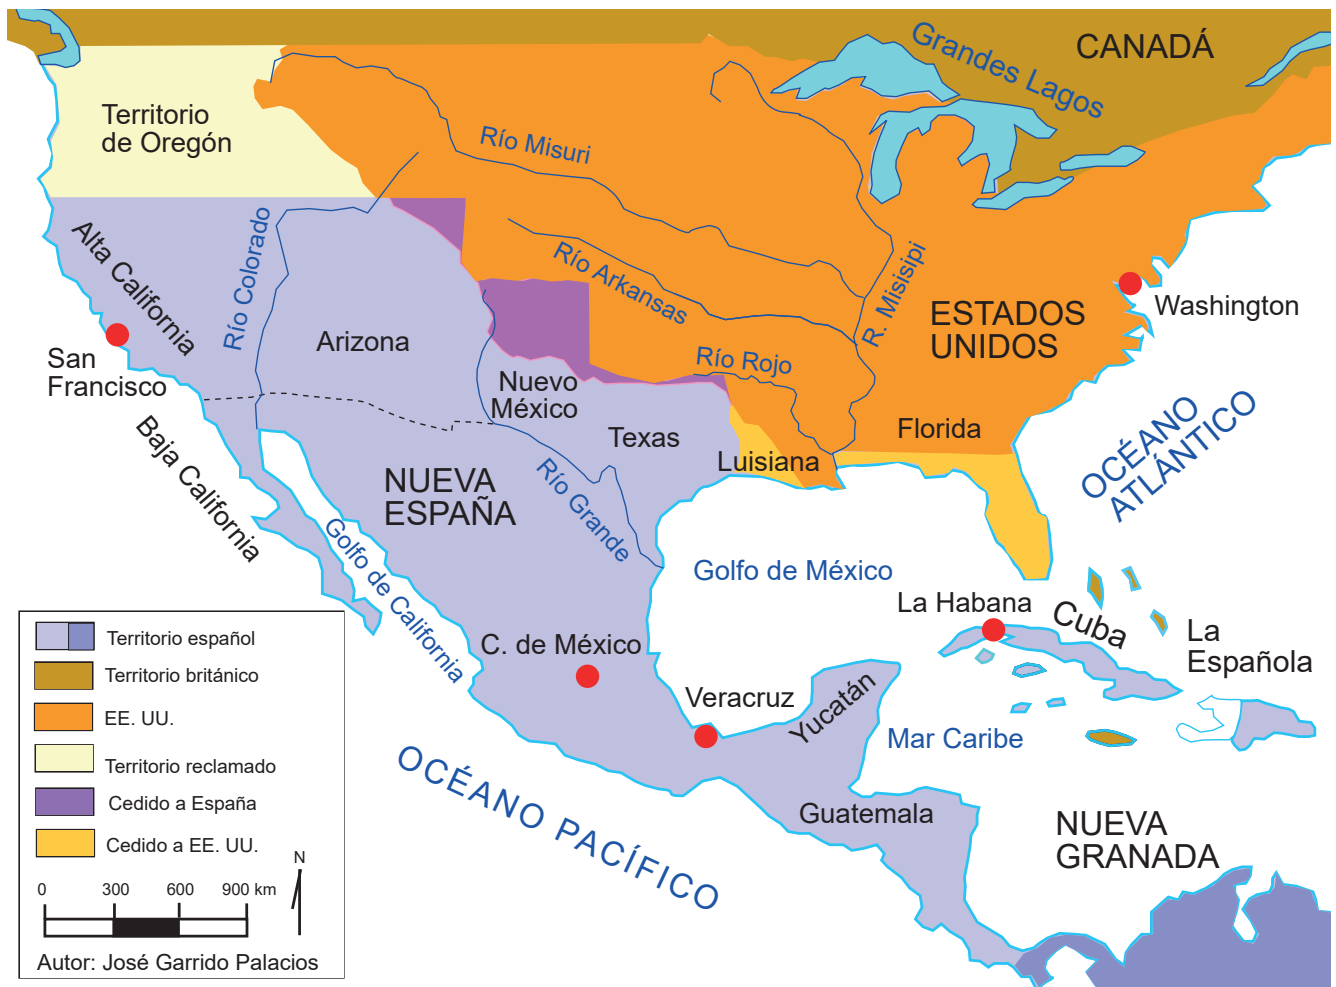 CANADÁ
Grandes Lagos
Territorio
de Oregón
Río Misuri
Río Colorado
Alta California
Río Arkansas
R. Misisipi
ESTADOS
UNIDOS
Washington
San
Francisco
Arizona
Río Rojo
Nuevo
México
Texas
Florida
Luisiana
OCÉANO
ATLÁNTICO
Baja California
NUEVA
ESPAÑA
Río Grande
Golfo de California
Golfo de México
La Habana
Cuba
La
Española
C. de México
Veracruz
Yucatán
Mar Caribe
OCÉANO PACÍFICO
Guatemala
NUEVA
GRANADA
Territorio español
Territorio británico
EE. UU.
Territorio reclamado
Cedido a España
Cedido a EE. UU.
N
0 300 600 900 km
Autor: José Garrido Palacios